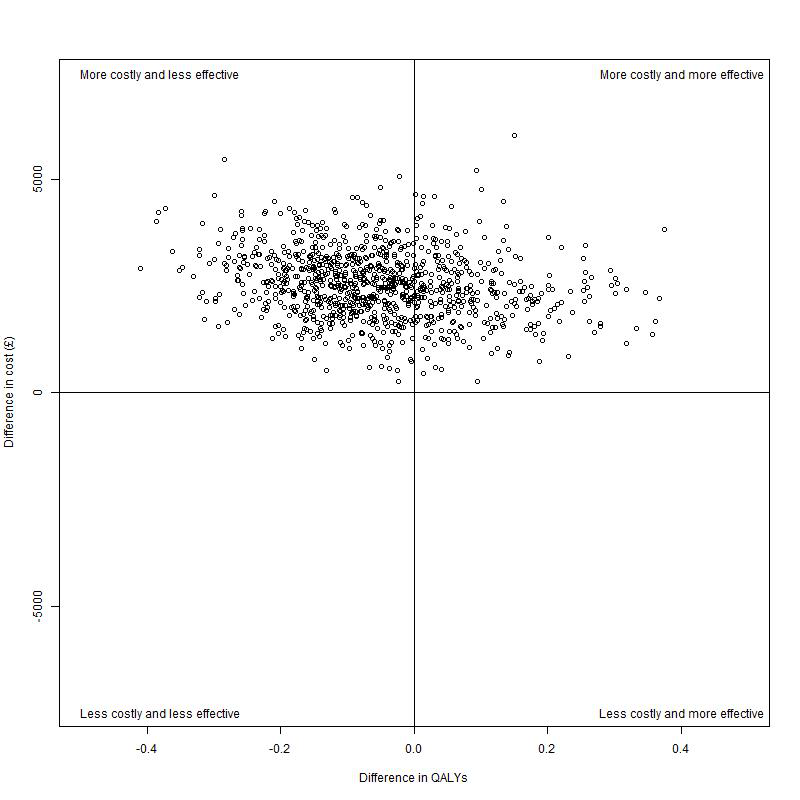 More costly and less effective
More costly and more effective
5000
0
-5000
Difference in cost (£)
Less costly and less effective
Less costly and more effective
-0.4
-0.2
0.0
0.2
0.4
Difference in QALYs